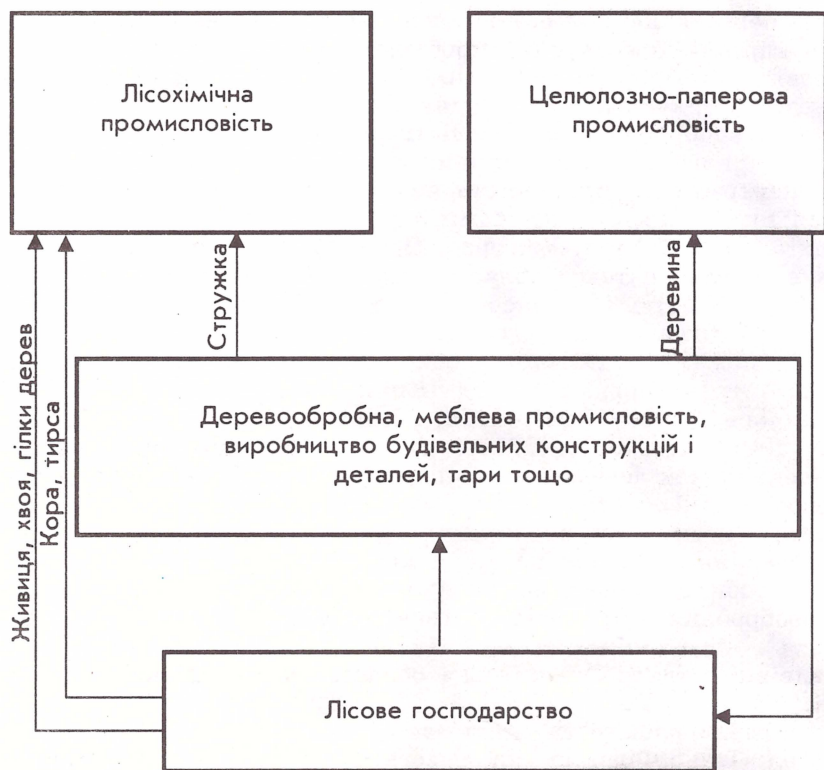 Лісохімічна
промисловість
Целюлозно-паперова
промисловість
Живиця, хвоя, гілки дерев
Кора, тирса
Стружка
Деревина
Деревообробна, меблева промисловість,
виробництво будівельних конструкцій і
деталей, тари тощо
Лісове господарство